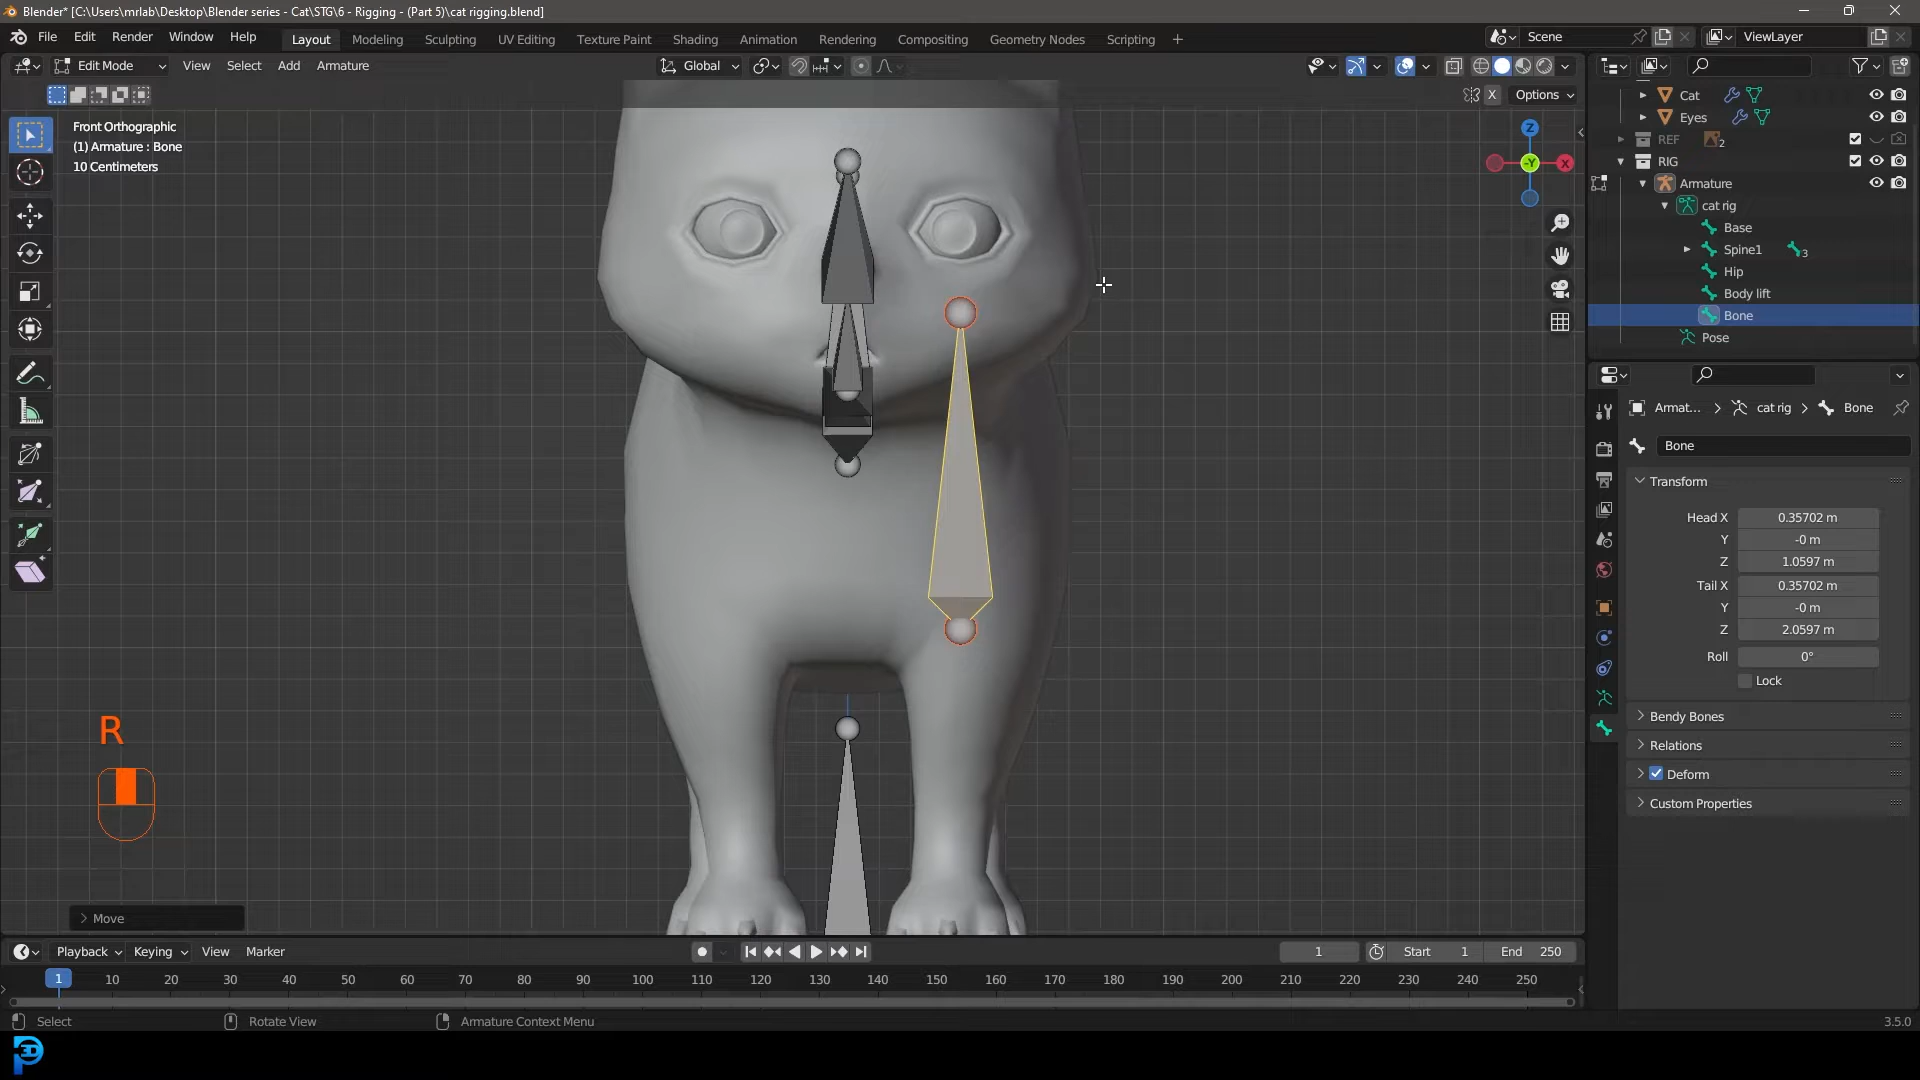 Blender* [C:\Users\mrlab\Desktop\Blender series - Cat\STG\6 - Rigging - (Part 5)\cat rigging.blend]
File Edit Render Window Help Layout Modeling Sculpting UV Editing Texture Paint Shading Animation Rendering Compositing Geometry Nodes Scripting + Scene ViewLayer
Edit Mode View Select Add Armature Global
X Options
Front Orthographic
(1) Armature : Bone
10 Centimeters
Z
-Y
X
Cat
Eyes
REF 2
RIG
Armature
cat rig
Base
Spine1 3
Hip
Body lift
Bone
Pose
Armat... > cat rig > Bone
Bone
Transform
Head X 0.35702 m
Y -0 m
Z 1.0597 m
Tail X 0.35702 m
Y -0 m
Z 2.0597 m
Roll 0°
Lock
Bendy Bones
Relations
Deform
Custom Properties
R
> Move
Playback Keying View Marker 1 Start 1 End 250
1 10 20 30 40 50 60 70 80 90 100 110 120 130 140 150 160 170 180 190 200 210 220 230 240 250
Select Rotate View Armature Context Menu 3.5.0
3D